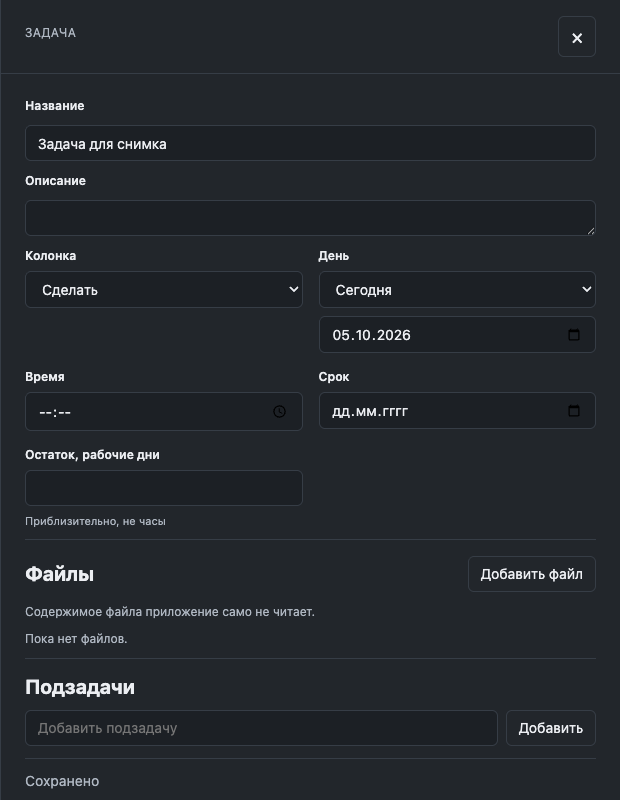 ЗАДАЧА
Название
Задача для снимка
Описание
Колонка
День
Сделать
Сегодня
05.10.2026
Время
Срок
--:--
дд.мм.гггг
Остаток, рабочие дни
Приблизительно, не часы
Файлы
Добавить файл
Содержимое файла приложение само не читает.
Пока нет файлов.
Подзадачи
Добавить подзадачу
Добавить
Сохранено